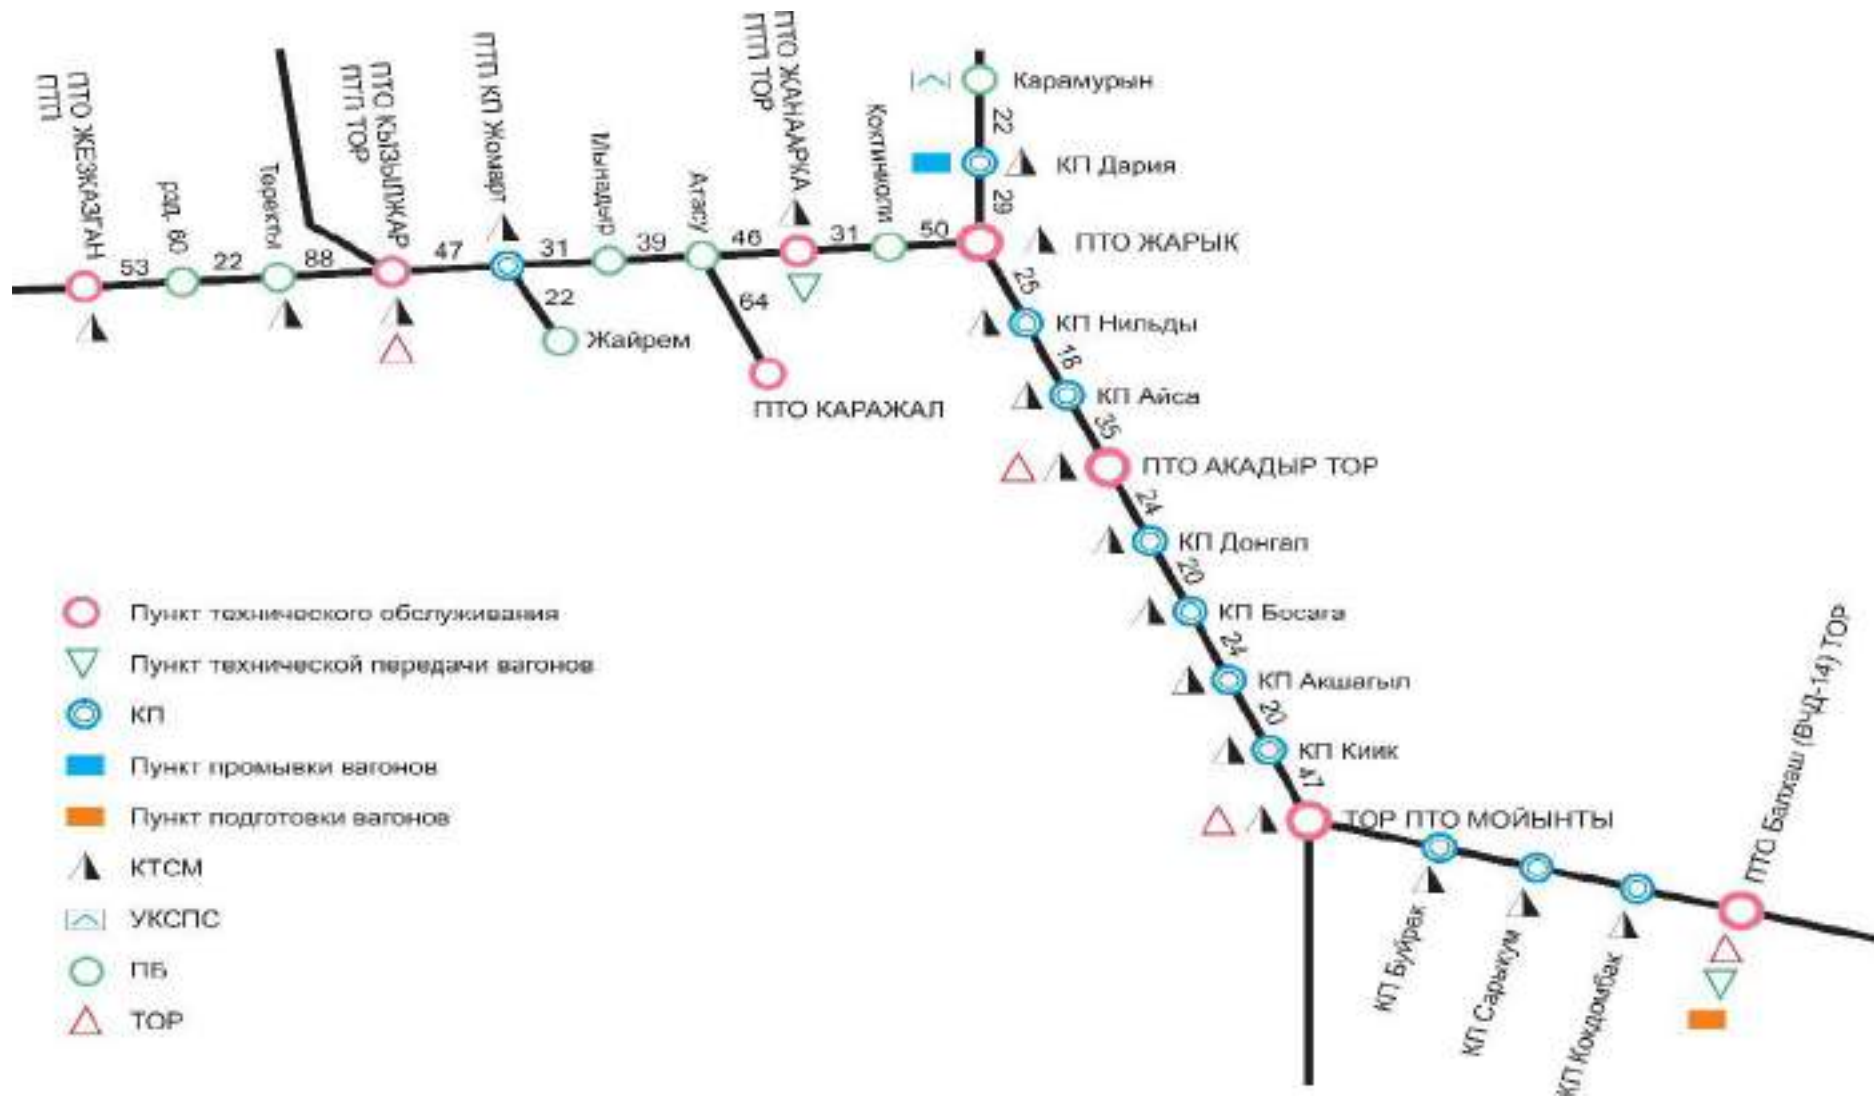 ПТО ЖЕЗКАЗГАН
ПТП
53
рзд. 60
22
Теректы
88
ПТО КЫЗЫЛЖАР
ПТП ТОР
47
ПТП КП Жомарт
31
22
Жайрем
Мынадыр
39
Атасу
46
64
ПТО КАРАЖАЛ
ПТО ЖАНААРКА
ПТП ТОР
31
Коктинколи
50
Карамурын
22
КП Дария
29
ПТО ЖАРЫК
25
КП Нильды
18
КП Айса
35
ПТО АКАДЫР ТОР
24
КП Донгал
20
КП Босага
24
КП Акшагыл
20
КП Киик
47
ТОР ПТО МОЙЫНТЫ
КП Буйрак
КП Сарыкум
КП Кокдомбак
ПТО Балхаш (ВЧД-14) ТОР
Пункт технического обслуживания
Пункт технической передачи вагонов
КП
Пункт промывки вагонов
Пункт подготовки вагонов
КТСМ
УКСПС
ПБ
ТОР